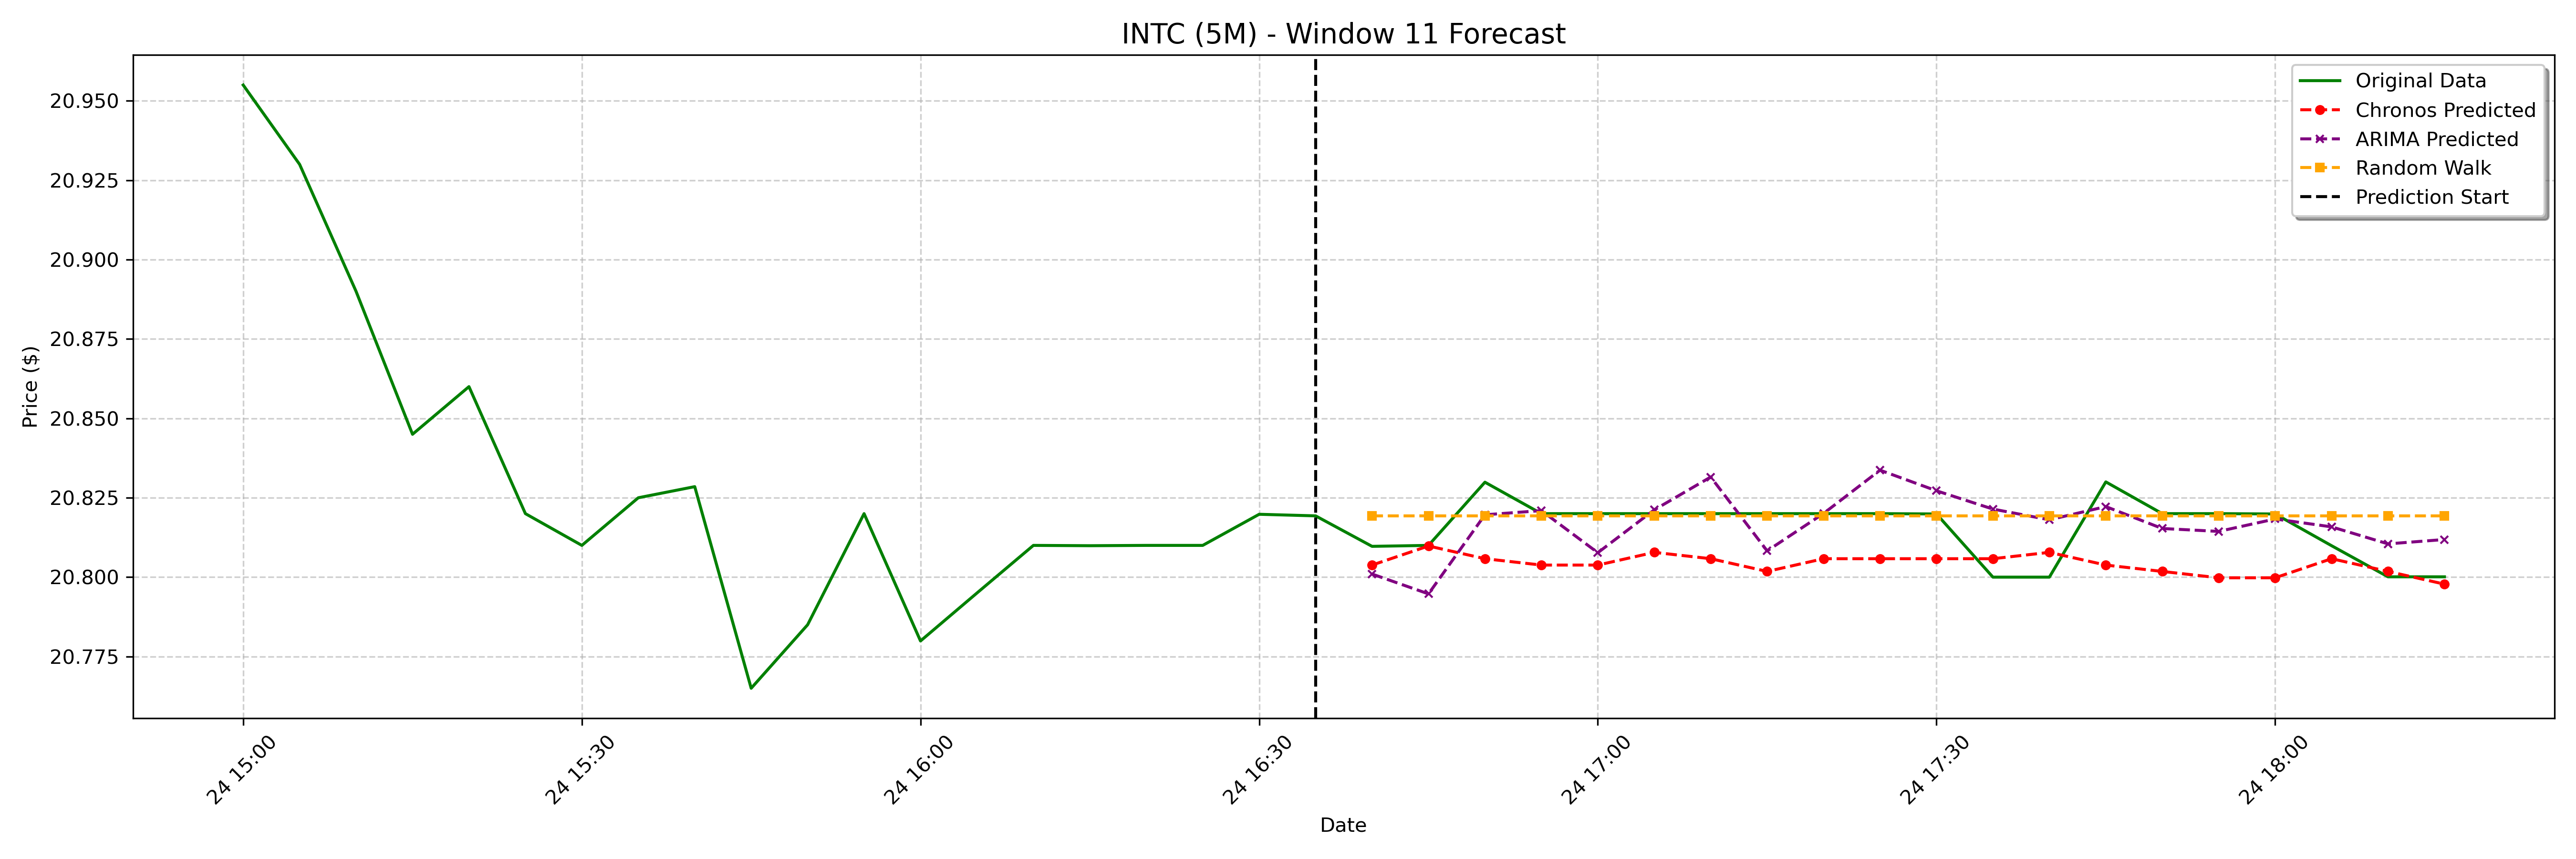 INTC (5M) - Window 11 Forecast
Original Data
Chronos Predicted
ARIMA Predicted
Random Walk
Prediction Start
Price ($)
20.950
20.925
20.900
20.875
20.850
20.825
20.800
20.775
24 15:00
24 15:30
24 16:00
24 16:30
24 17:00
24 17:30
24 18:00
Date